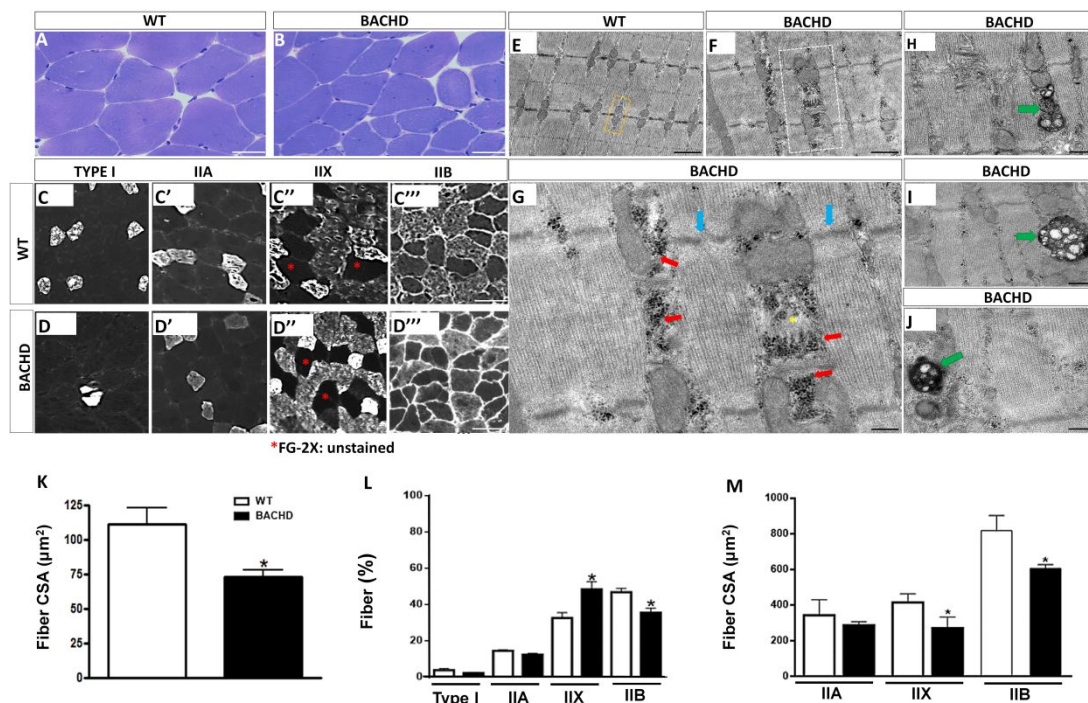 WT
BACHD
WT
BACHD
BACHD
A
B
E
F
H
TYPE I
IIA
IIX
IIB
BACHD
BACHD
WT
C
C'
C''
C'''
G
I
BACHD
BACHD
D
D'
D''
D'''
J
*FG-2X: unstained
K
Fiber CSA (µm²)
125
100
75
50
25
0
WT
BACHD
*
L
Fiber (%)
100
80
60
40
20
0
*
*
Type I
IIA
IIX
IIB
M
Fiber CSA (µm²)
1000
800
600
400
200
0
*
*
IIA
IIX
IIB